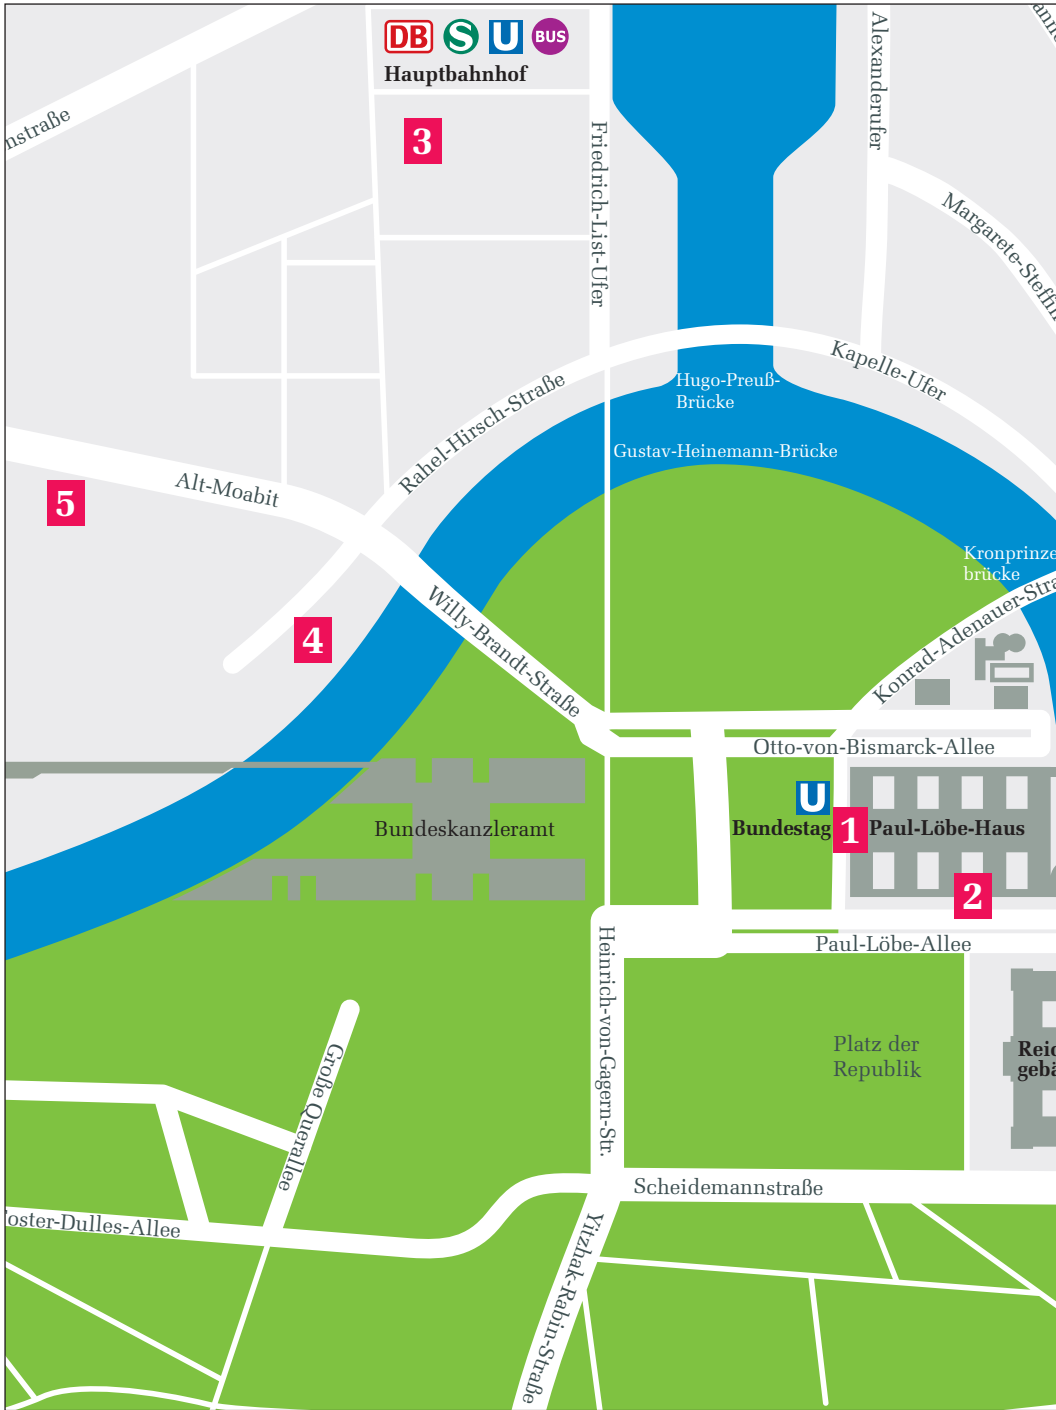 DB S U BUS
Hauptbahnhof
3
nstraße
Friedrich-List-Ufer
Alexanderufer
Margarete-Steffin
Kapelle-Ufer
Rahel-Hirsch-Straße
Hugo-Preuß-
Brücke
Gustav-Heinemann-Brücke
Alt-Moabit
5
Kronprinze
brücke
Willy-Brandt-Straße
4
Konrad-Adenauer-Stra
Otto-von-Bismarck-Allee
U
Bundestag
1
Paul-Löbe-Haus
Bundeskanzleramt
2
Paul-Löbe-Allee
Heinrich-von-Gagern-Str.
Platz der
Republik
Reic
gebä
Große Querallee
Scheidemannstraße
oster-Dulles-Allee
Yitzhak-Rabin-Straße